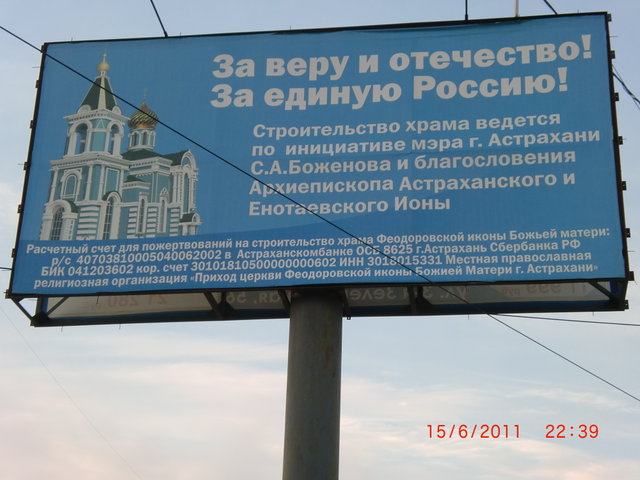 За веру и отечество!
За единую Россию!
Строительство храма ведется
по инициативе мэра г. Астрахани
С.А.Боженова и благословения
Архиепископа Астраханского и
Енотаевского Ионы
Расчетный счет для пожертвований на строительство храма Феодоровской иконы Божьей матери:
р/с 40703810005040062002 в Астраханскомбанке ОСБ 8625 г.Астрахань Сбербанка РФ
БИК 041203602 кор. счет 30101810500000000602 ИНН 3018015331 Местная православная
религиозная организация «Приход церкви Феодоровской иконы Божией Матери г. Астрахани»
15/6/2011 22:39